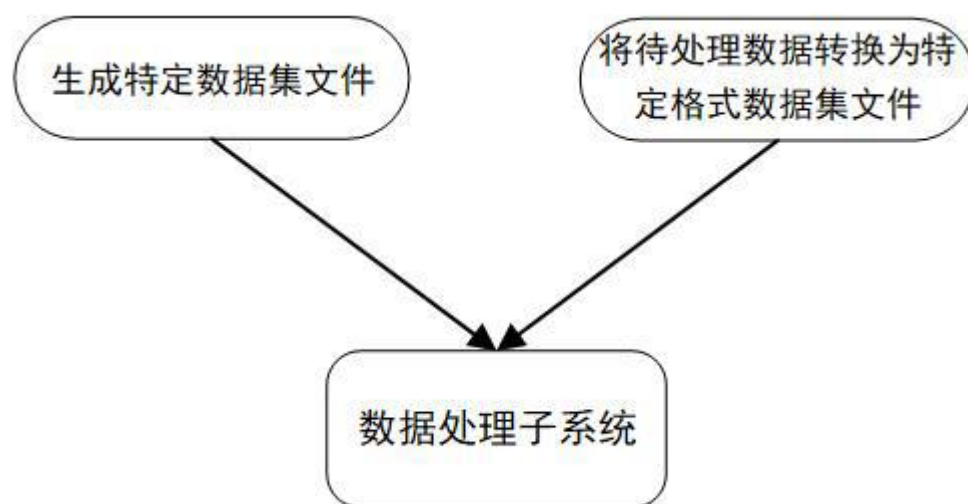 生成特定数据集文件
将待处理数据转换为特
定格式数据集文件
数据处理子系统